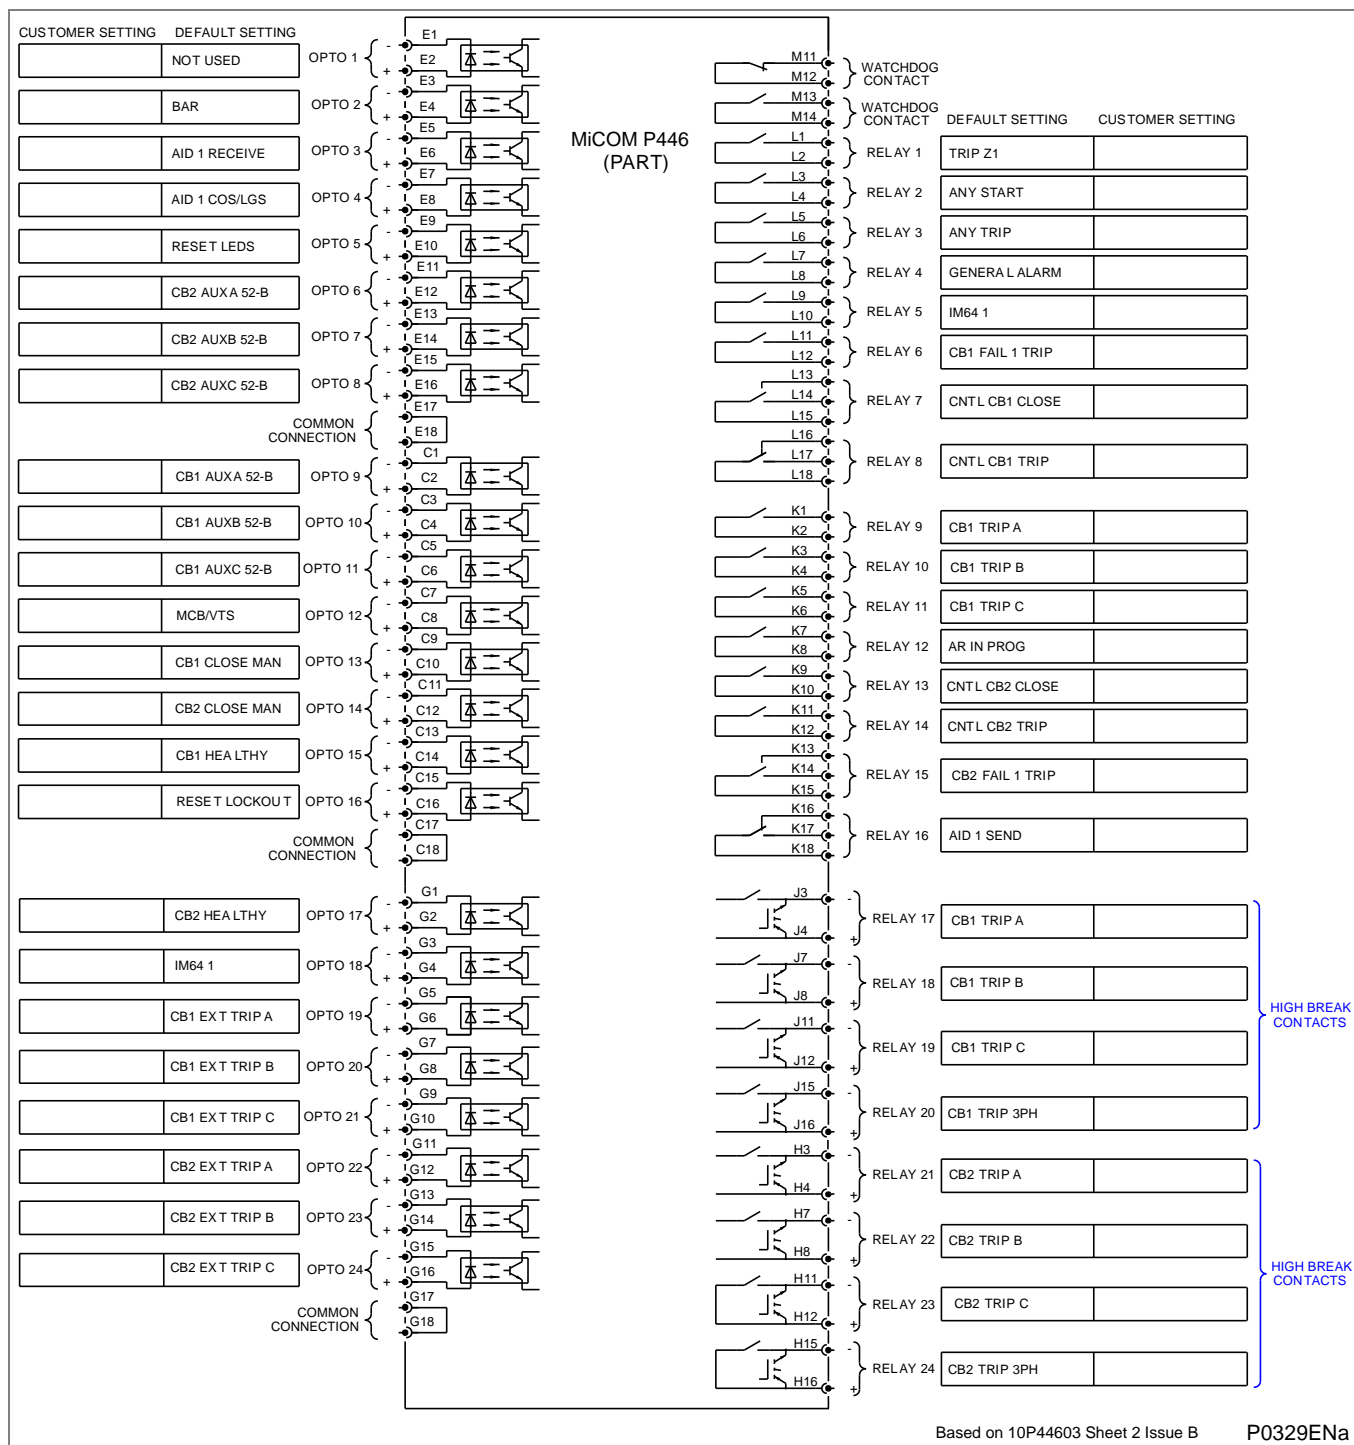 CUSTOMER SETTING DEFAULT SETTING
NOT USED OPTO 1 - + E1 E2
BAR OPTO 2 - + E3 E4
AID 1 RECEIVE OPTO 3 - + E5 E6
AID 1 COS/LGS OPTO 4 - + E7 E8
RESET LEDS OPTO 5 - + E9 E10
CB2 AUXA 52-B OPTO 6 - + E11 E12
CB2 AUXB 52-B OPTO 7 - + E13 E14
CB2 AUXC 52-B OPTO 8 - + E15 E16
COMMON
CONNECTION
E17
E18
CB1 AUXA 52-B OPTO 9 - + C1 C2
CB1 AUXB 52-B OPTO 10 - + C3 C4
CB1 AUXC 52-B OPTO 11 - + C5 C6
MCB/VTS OPTO 12 - + C7 C8
CB1 CLOSE MAN OPTO 13 - + C9 C10
CB2 CLOSE MAN OPTO 14 - + C11 C12
CB1 HEALTHY OPTO 15 - + C13 C14
RESET LOCKOUT OPTO 16 - + C15 C16
COMMON
CONNECTION
C17
C18
CB2 HEALTHY OPTO 17 - + G1 G2
IM64 1 OPTO 18 - + G3 G4
CB1 EXT TRIP A OPTO 19 - + G5 G6
CB1 EXT TRIP B OPTO 20 - + G7 G8
CB1 EXT TRIP C OPTO 21 - + G9 G10
CB2 EXT TRIP A OPTO 22 - + G11 G12
CB2 EXT TRIP B OPTO 23 - + G13 G14
CB2 EXT TRIP C OPTO 24 - + G15 G16
COMMON
CONNECTION
G17
G18
MiCOM P446
(PART)
M11
M12
WATCHDOG
CONTACT
M13
M14
WATCHDOG
CONTACT
DEFAULT SETTING CUSTOMER SETTING
L1 L2 RELAY 1 TRIP Z1
L3 L4 RELAY 2 ANY START
L5 L6 RELAY 3 ANY TRIP
L7 L8 RELAY 4 GENERAL ALARM
L9 L10 RELAY 5 IM64 1
L11 L12 RELAY 6 CB1 FAIL 1 TRIP
L13 L14 L15 RELAY 7 CNTL CB1 CLOSE
L16 L17 L18 RELAY 8 CNTL CB1 TRIP
K1 K2 RELAY 9 CB1 TRIP A
K3 K4 RELAY 10 CB1 TRIP B
K5 K6 RELAY 11 CB1 TRIP C
K7 K8 RELAY 12 AR IN PROG
K9 K10 RELAY 13 CNTL CB2 CLOSE
K11 K12 RELAY 14 CNTL CB2 TRIP
K13 K14 K15 RELAY 15 CB2 FAIL 1 TRIP
K16 K17 K18 RELAY 16 AID 1 SEND
J3 J4 - + RELAY 17 CB1 TRIP A
J7 J8 - + RELAY 18 CB1 TRIP B
J11 J12 - + RELAY 19 CB1 TRIP C
J15 J16 - + RELAY 20 CB1 TRIP 3PH
HIGH BREAK
CONTACTS
H3 H4 - + RELAY 21 CB2 TRIP A
H7 H8 - + RELAY 22 CB2 TRIP B
H11 H12 - + RELAY 23 CB2 TRIP C
H15 H16 - + RELAY 24 CB2 TRIP 3PH
HIGH BREAK
CONTACTS
Based on 10P44603 Sheet 2 Issue B P0329ENa